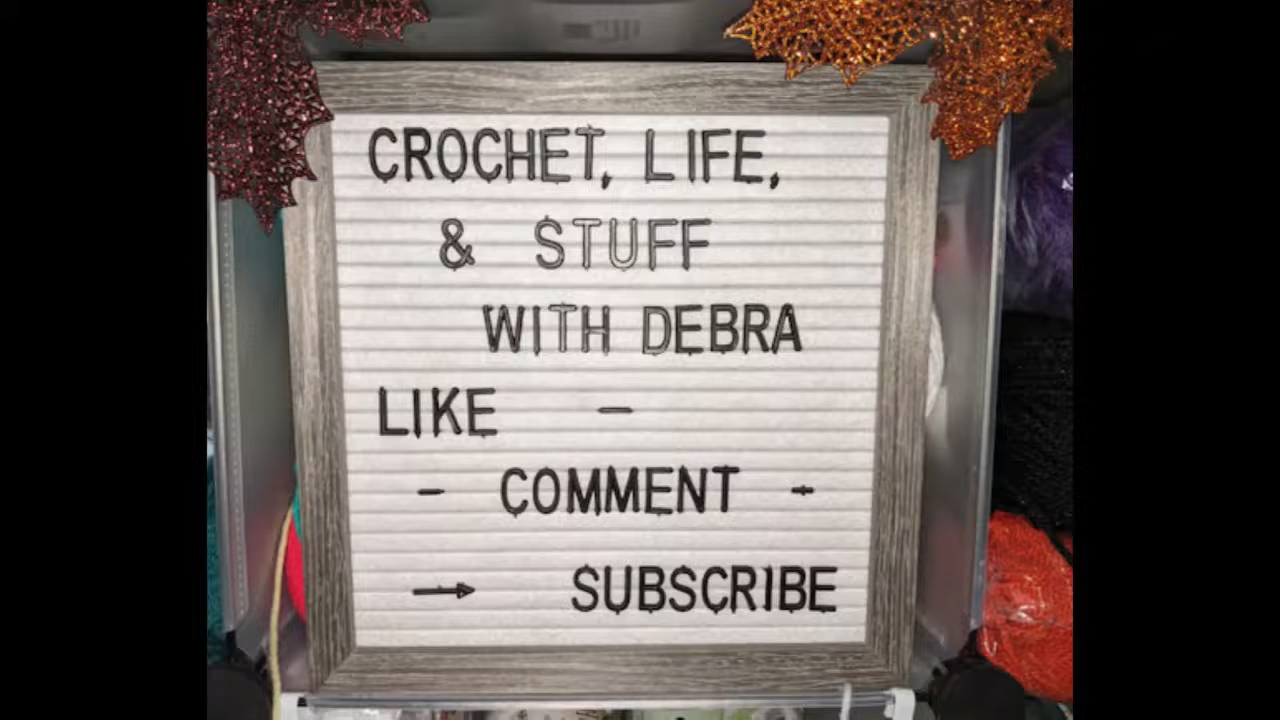 CROCHET, LIFE,
& STUFF
WITH DEBRA
LIKE -
- COMMENT -
→ SUBSCRIBE